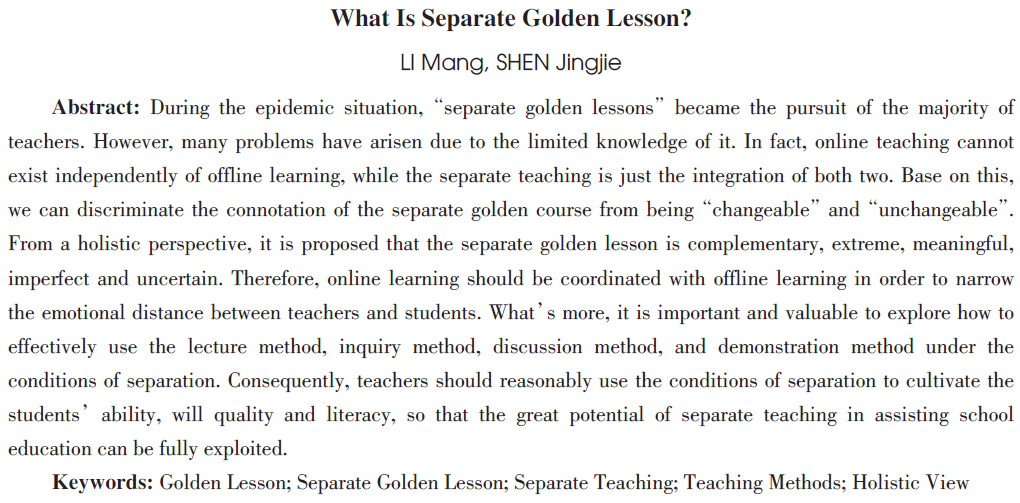 What Is Separate Golden Lesson?
LI Mang, SHEN Jingjie
Abstract: During the epidemic situation, “separate golden lessons” became the pursuit of the majority of
teachers. However, many problems have arisen due to the limited knowledge of it. In fact, online teaching cannot
exist independently of offline learning, while the separate teaching is just the integration of both two. Base on this,
we can discriminate the connotation of the separate golden course from being “changeable” and “unchangeable”.
From a holistic perspective, it is proposed that the separate golden lesson is complementary, extreme, meaningful,
imperfect and uncertain. Therefore, online learning should be coordinated with offline learning in order to narrow
the emotional distance between teachers and students. What’s more, it is important and valuable to explore how to
effectively use the lecture method, inquiry method, discussion method, and demonstration method under the
conditions of separation. Consequently, teachers should reasonably use the conditions of separation to cultivate the
students’ ability, will quality and literacy, so that the great potential of separate teaching in assisting school
education can be fully exploited.
Keywords: Golden Lesson; Separate Golden Lesson; Separate Teaching; Teaching Methods; Holistic View